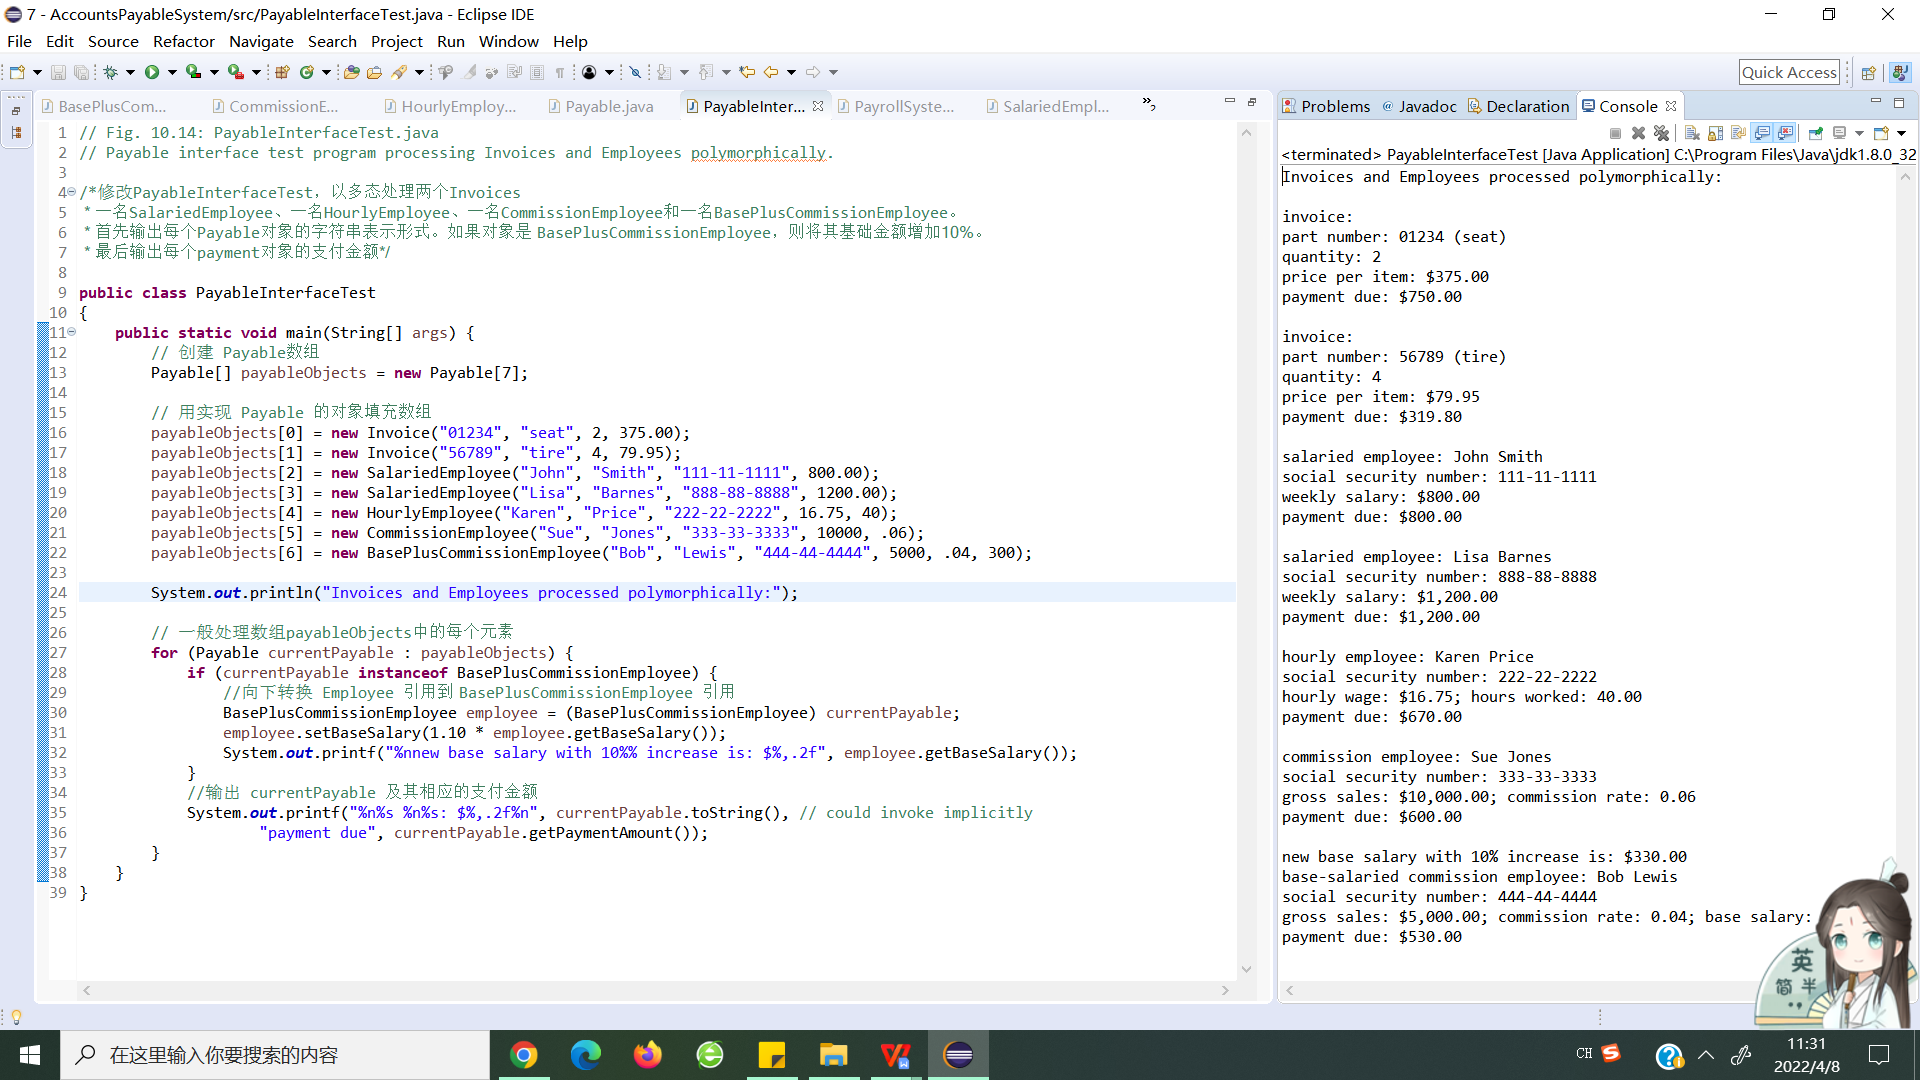 7 - AccountsPayableSystem/src/PayableInterfaceTest.java - Eclipse IDE
File Edit Source Refactor Navigate Search Project Run Window Help
Quick Access
BasePlusCom... CommissionE... HourlyEmploy... Payable.java PayableInter... PayrollSyste... SalariedEmpl... »2
1 // Fig. 10.14: PayableInterfaceTest.java
2 // Payable interface test program processing Invoices and Employees polymorphically.
3
4 /*修改PayableInterfaceTest，以多态处理两个Invoices
5 * 一名SalariedEmployee、一名HourlyEmployee、一名CommissionEmployee和一名BasePlusCommissionEmployee。
6 * 首先输出每个Payable对象的字符串表示形式。如果对象是 BasePlusCommissionEmployee，则将其基础金额增加10%。
7 * 最后输出每个payment对象的支付金额*/
8
9 public class PayableInterfaceTest
10 {
11 public static void main(String[] args) {
12 // 创建 Payable数组
13 Payable[] payableObjects = new Payable[7];
14
15 // 用实现 Payable 的对象填充数组
16 payableObjects[0] = new Invoice("01234", "seat", 2, 375.00);
17 payableObjects[1] = new Invoice("56789", "tire", 4, 79.95);
18 payableObjects[2] = new SalariedEmployee("John", "Smith", "111-11-1111", 800.00);
19 payableObjects[3] = new SalariedEmployee("Lisa", "Barnes", "888-88-8888", 1200.00);
20 payableObjects[4] = new HourlyEmployee("Karen", "Price", "222-22-2222", 16.75, 40);
21 payableObjects[5] = new CommissionEmployee("Sue", "Jones", "333-33-3333", 10000, .06);
22 payableObjects[6] = new BasePlusCommissionEmployee("Bob", "Lewis", "444-44-4444", 5000, .04, 300);
23
24 System.out.println("Invoices and Employees processed polymorphically:");
25
26 // 一般处理数组payableObjects中的每个元素
27 for (Payable currentPayable : payableObjects) {
28 if (currentPayable instanceof BasePlusCommissionEmployee) {
29 //向下转换 Employee 引用到 BasePlusCommissionEmployee 引用
30 BasePlusCommissionEmployee employee = (BasePlusCommissionEmployee) currentPayable;
31 employee.setBaseSalary(1.10 * employee.getBaseSalary());
32 System.out.printf("%nnew base salary with 10%% increase is: $%,.2f", employee.getBaseSalary());
33 }
34 //输出 currentPayable 及其相应的支付金额
35 System.out.printf("%n%s %n%s: $%,.2f%n", currentPayable.toString(), // could invoke implicitly
36 "payment due", currentPayable.getPaymentAmount());
37 }
38 }
39 }
Problems Javadoc Declaration Console
<terminated> PayableInterfaceTest [Java Application] C:\Program Files\Java\jdk1.8.0_32
Invoices and Employees processed polymorphically:
invoice:
part number: 01234 (seat)
quantity: 2
price per item: $375.00
payment due: $750.00
invoice:
part number: 56789 (tire)
quantity: 4
price per item: $79.95
payment due: $319.80
salaried employee: John Smith
social security number: 111-11-1111
weekly salary: $800.00
payment due: $800.00
salaried employee: Lisa Barnes
social security number: 888-88-8888
weekly salary: $1,200.00
payment due: $1,200.00
hourly employee: Karen Price
social security number: 222-22-2222
hourly wage: $16.75; hours worked: 40.00
payment due: $670.00
commission employee: Sue Jones
social security number: 333-33-3333
gross sales: $10,000.00; commission rate: 0.06
payment due: $600.00
new base salary with 10% increase is: $330.00
base-salaried commission employee: Bob Lewis
social security number: 444-44-4444
gross sales: $5,000.00; commission rate: 0.04; base salary:
payment due: $530.00
英
简 半
在这里输入你要搜索的内容
CH
11:31
2022/4/8